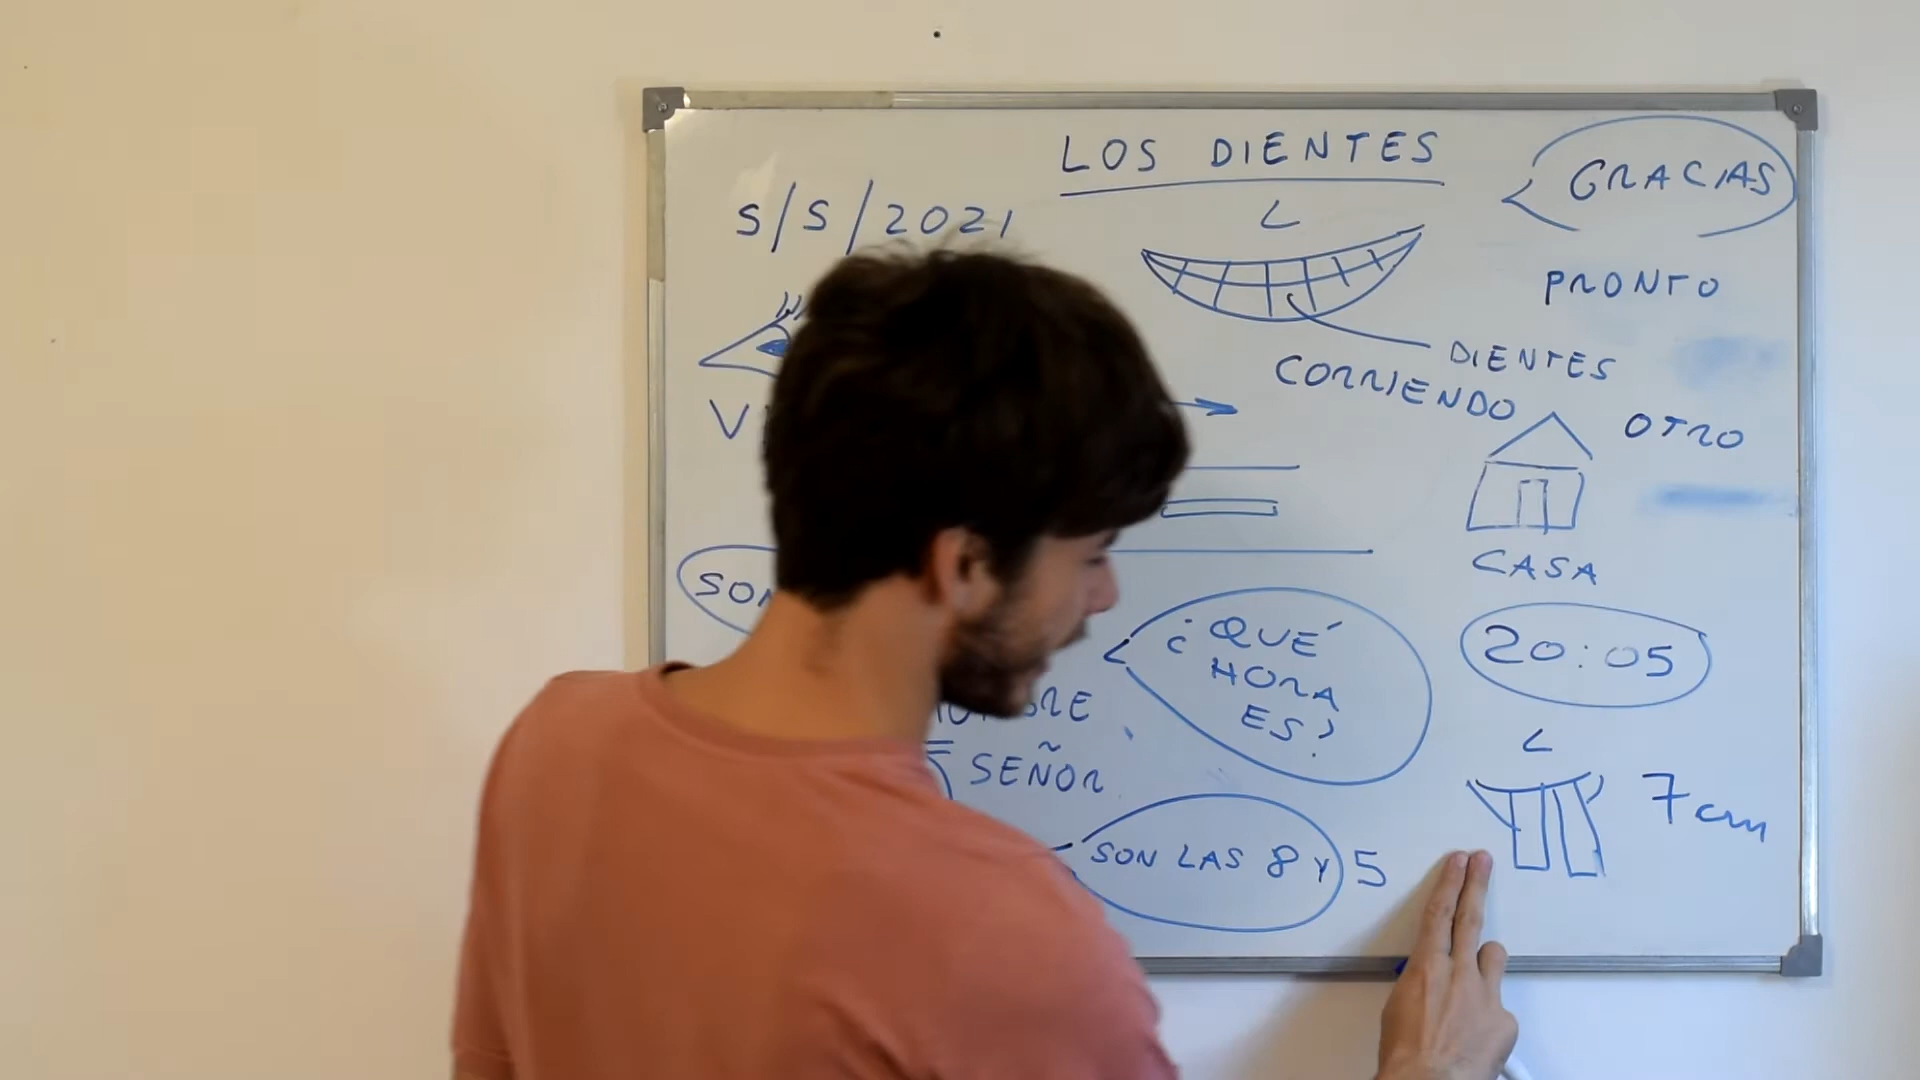 LOS DIENTES
GRACIAS
5/5/2021
PRONTO
DIENTES
CORRIENDO
OTRO
CASA
¿QUÉ
HORA
ES?
20:05
SEÑOR
7cm
SON LAS 8 Y 5